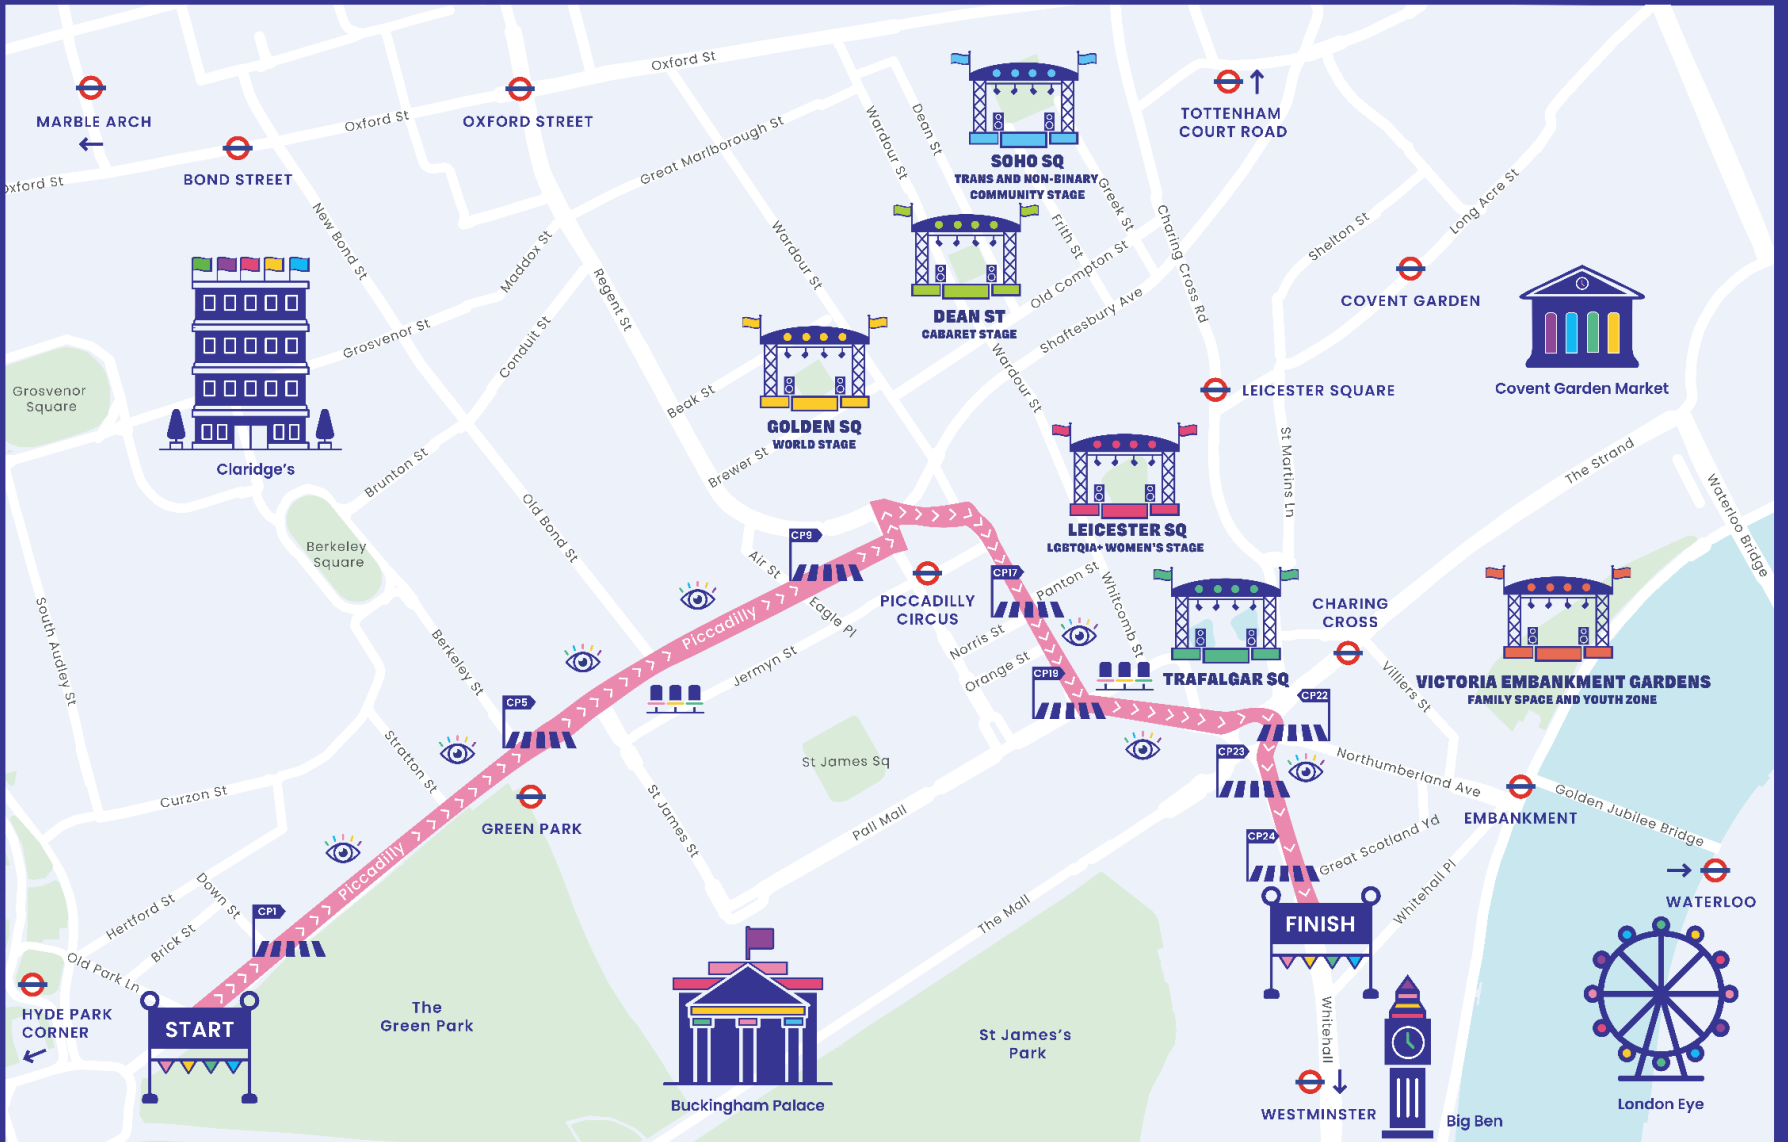 Oxford St
MARBLE ARCH
OXFORD STREET
TOTTENHAM
COURT ROAD
Oxford St
Great Marlborough St
Wardour St
Dean St
BOND STREET
Oxford St
SOHO SQ
TRANS AND NON-BINARY
COMMUNITY STAGE
Greek St
Frith St
Charing Cross Rd
Shelton St
Long Acre St
New Bond St
Maddox St
Regent St
Wardour St
Old Compton St
Shaftesbury Ave
COVENT GARDEN
DEAN ST
CABARET STAGE
Grosvenor St
Conduit St
Wardour St
Grosvenor
Square
Beak St
LEICESTER SQUARE
Covent Garden Market
GOLDEN SQ
WORLD STAGE
Claridge's
Brunton St
Brewer St
St Martins Ln
The Strand
Waterloo Bridge
Old Bond St
LEICESTER SQ
LGBTQIA+ WOMEN'S STAGE
Berkeley
Square
CP9
Air St
Eagle Pl
CP17
Panton St
Whitcomb St
PICCADILLY
CIRCUS
CHARING
CROSS
South Audley St
Berkeley St
Piccadilly
Jermyn St
Norris St
Orange St
CP19
TRAFALGAR SQ
CP22
Villiers St
VICTORIA EMBANKMENT GARDENS
FAMILY SPACE AND YOUTH ZONE
CP5
Stratton St
St James Sq
CP23
Northumberland Ave
Curzon St
GREEN PARK
St James St
Pall Mall
EMBANKMENT
Golden Jubilee Bridge
CP24
Great Scotland Yd
Whitehall Pl
Piccadilly
WATERLOO
Down St
Hertford St
Brick St
CP1
The Mall
FINISH
Old Park Ln
HYDE PARK
CORNER
START
The
Green Park
St James's
Park
Whitehall
Buckingham Palace
WESTMINSTER
Big Ben
London Eye